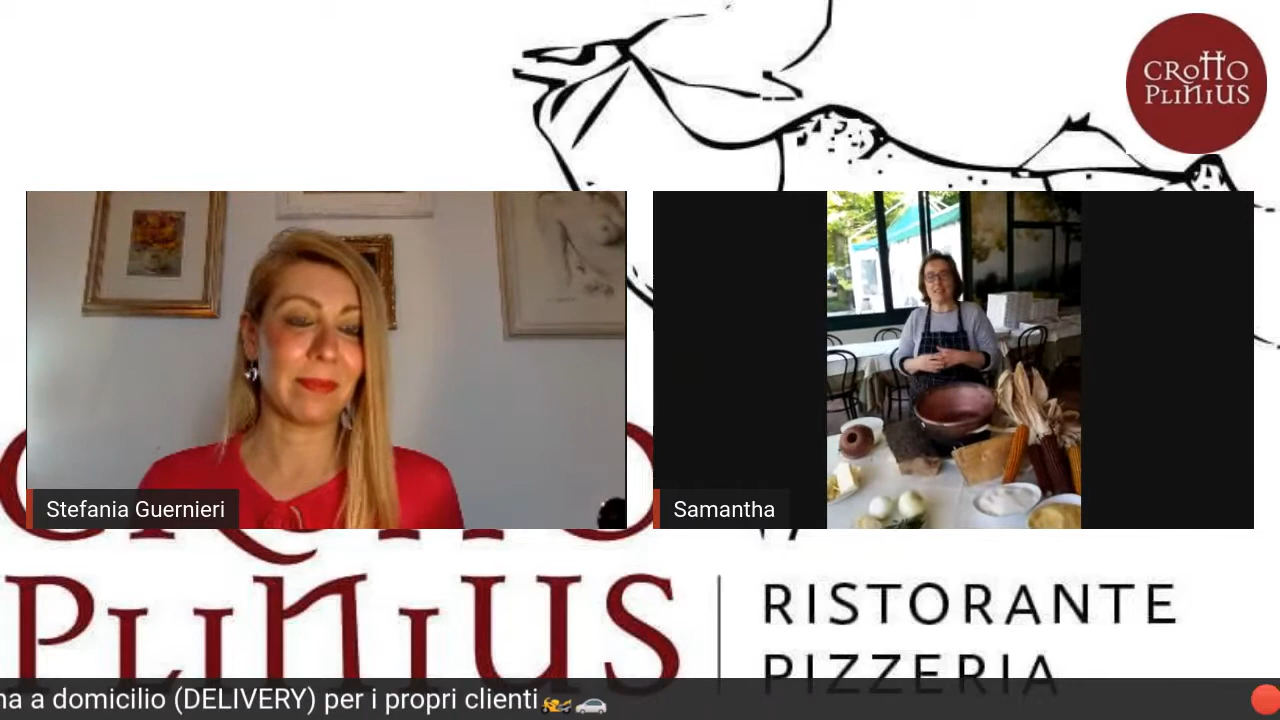 CROTTO
PLINIUS
Stefania Guernieri
Samantha
PLINIUS
RISTORANTE
PIZZERIA
na a domicilio (DELIVERY) per i propri clienti🏍️🚗